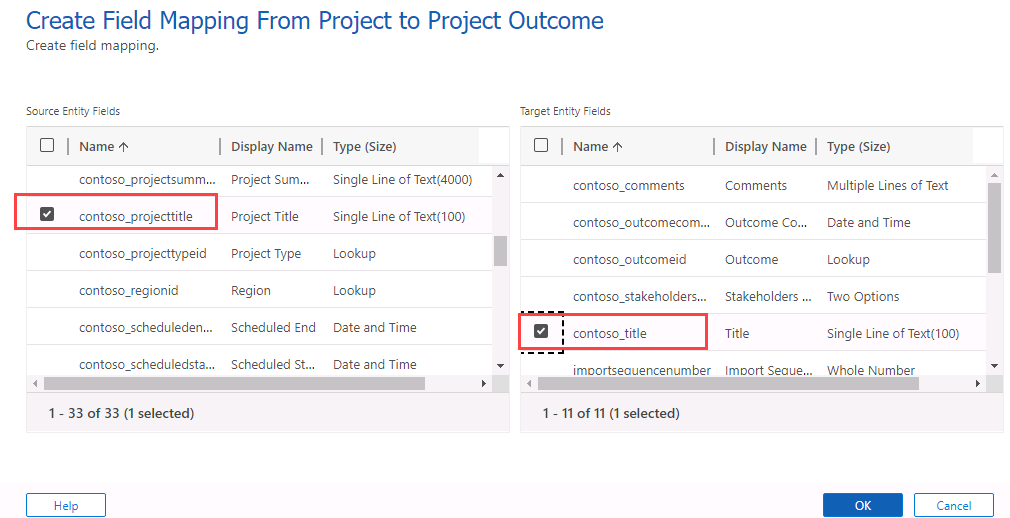 Create Field Mapping From Project to Project Outcome
Create field mapping.
Source Entity Fields
Name ↑ Display Name Type (Size)
contoso_projectsumm... Project Sum... Single Line of Text(4000)
contoso_projecttitle Project Title Single Line of Text(100)
contoso_projecttypeid Project Type Lookup
contoso_regionid Region Lookup
contoso_scheduleden... Scheduled End Date and Time
contoso_scheduledsta... Scheduled St... Date and Time
1 - 33 of 33 (1 selected)
Target Entity Fields
Name ↑ Display Name Type (Size)
contoso_comments Comments Multiple Lines of Text
contoso_outcomecom... Outcome Co... Date and Time
contoso_outcomeid Outcome Lookup
contoso_stakeholders... Stakeholders ... Two Options
contoso_title Title Single Line of Text(100)
importsequencenumber Import Seque... Whole Number
1 - 11 of 11 (1 selected)
Help OK Cancel